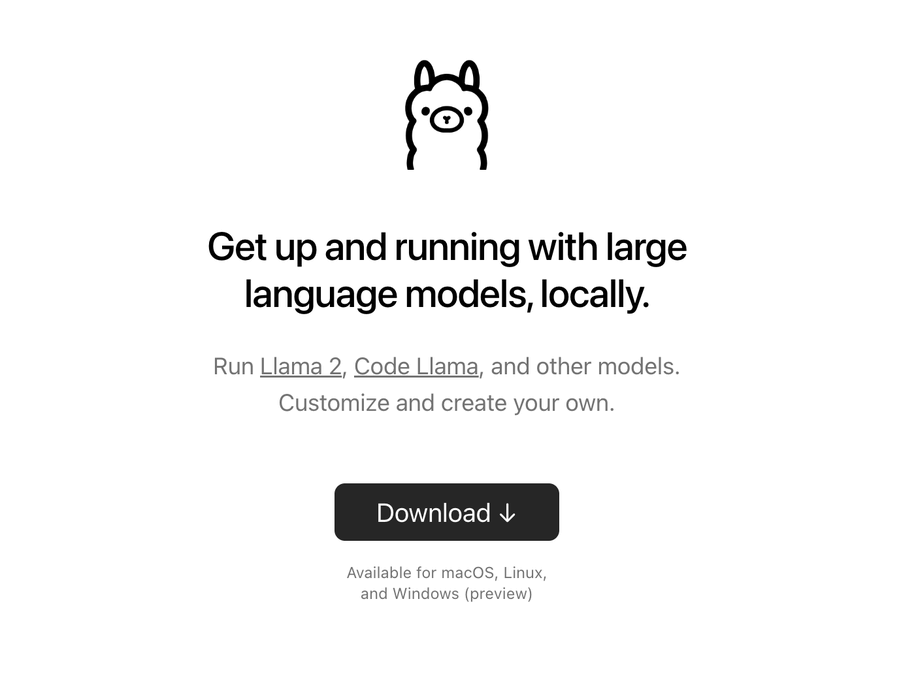 Get up and running with large
language models, locally.
Run Llama 2, Code Llama, and other models.
Customize and create your own.
Download ↓
Available for macOS, Linux,
and Windows (preview)